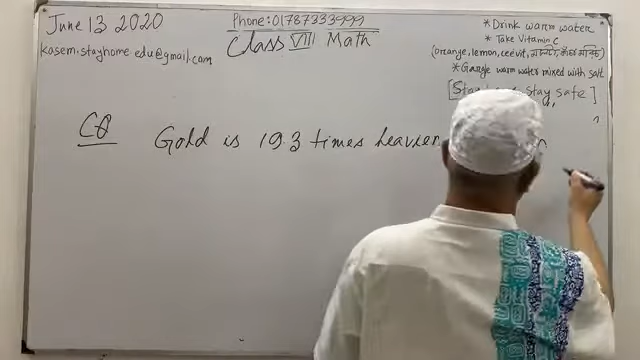 June 13 2020
kasem.stayhome.edu@gmail.com
Phone: 01787333999
Class VIII Math
* Drink warm water
* Take Vitamin C
(orange, lemon, ceevit,
* Gargle warm water mixed with salt
stay safe]
CQ Gold is 19.3 times heavier